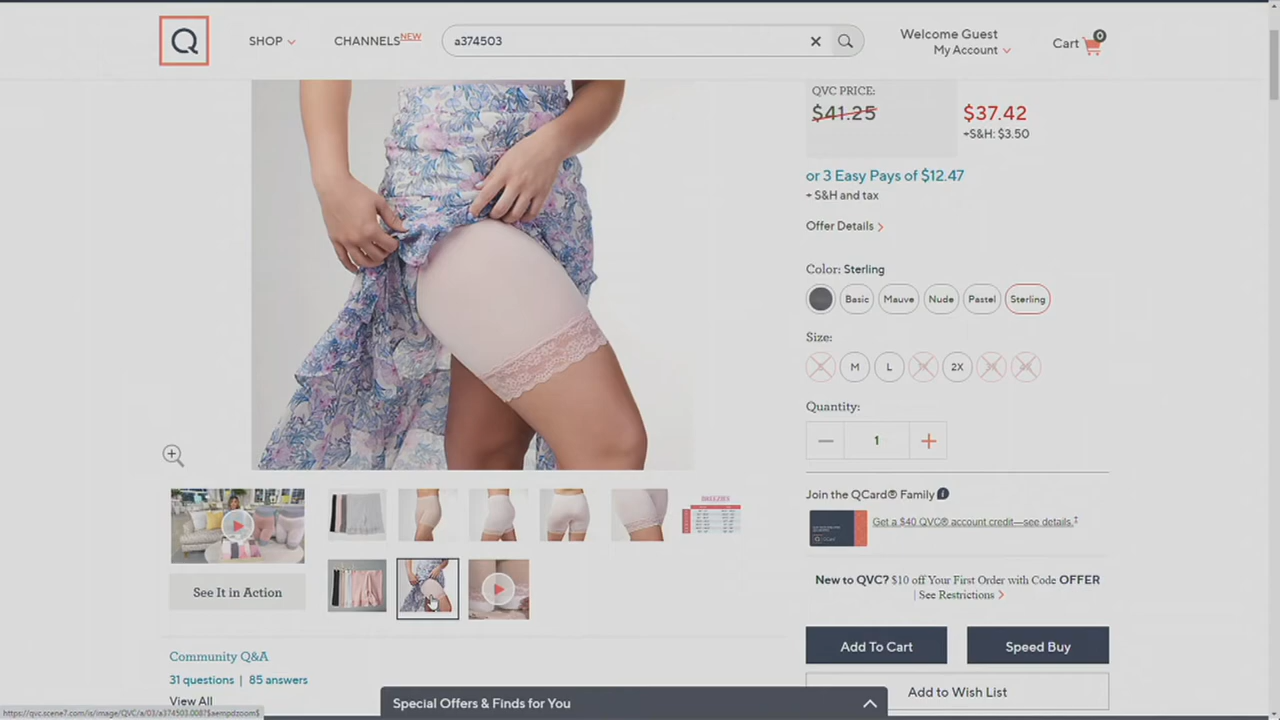 Q
SHOP
CHANNELS NEW
a374503
Welcome Guest
My Account
Cart 0
QVC PRICE:
$41.25
$37.42
+S&H: $3.50
or 3 Easy Pays of $12.47
+ S&H and tax
Offer Details
Color: Sterling
Basic
Mauve
Nude
Pastel
Sterling
Size:
M
L
2X
Quantity:
1
Join the QCard® Family
Get a $40 QVC® account credit—see details.‡
New to QVC? $10 off Your First Order with Code OFFER
| See Restrictions
Add To Cart
Speed Buy
Add to Wish List
BREEZIES
See It in Action
Community Q&A
31 questions | 85 answers
View All
Special Offers & Finds for You